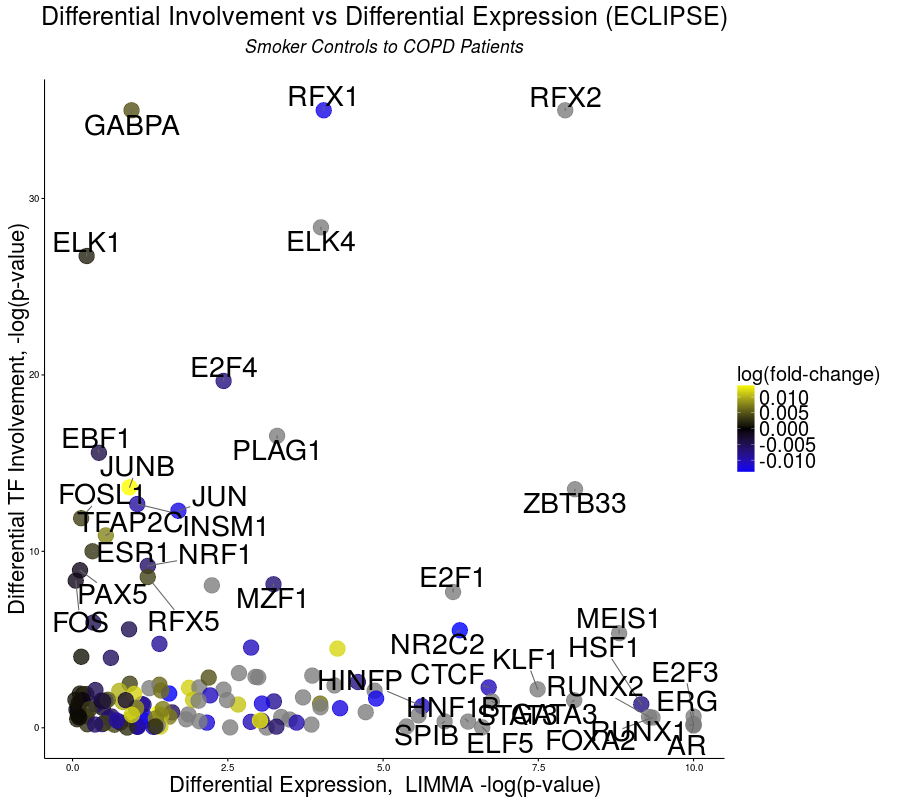 Differential Involvement vs Differential Expression (ECLIPSE)
Smoker Controls to COPD Patients
Differential TF Involvement, -log(p-value)
30
20
10
0
RFX1
RFX2
GABPA
ELK1
ELK4
E2F4
EBF1
PLAG1
JUNB
FOSL1
JUN
ZBTB33
TFAP2C
INSM1
ESR1
NRF1
E2F1
PAX5
MZF1
FOS
RFX5
MEIS1
NR2C2
HSF1
KLF1
CTCF
E2F3
HINFP
RUNX2
ERG
HNF1B
STAT3
GATA3
RUNX1
SPIB
ELF5
FOXA2
AR
0.0
2.5
5.0
7.5
10.0
Differential Expression, LIMMA -log(p-value)
log(fold-change)
0.010
0.005
0.000
-0.005
-0.010